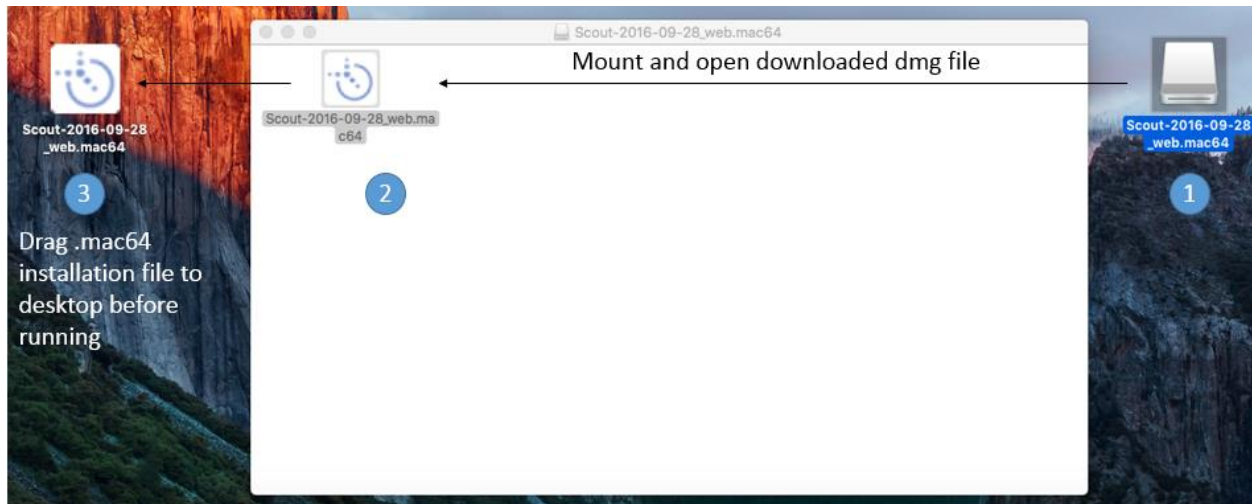 Scout-2016-09-28_web.mac64
Mount and open downloaded dmg file
Scout-2016-09-28
_web.mac64
Scout-2016-09-28_web.ma
c64
Scout-2016-09-28
_web.mac64
3
2
1
Drag .mac64
installation file to
desktop before
running